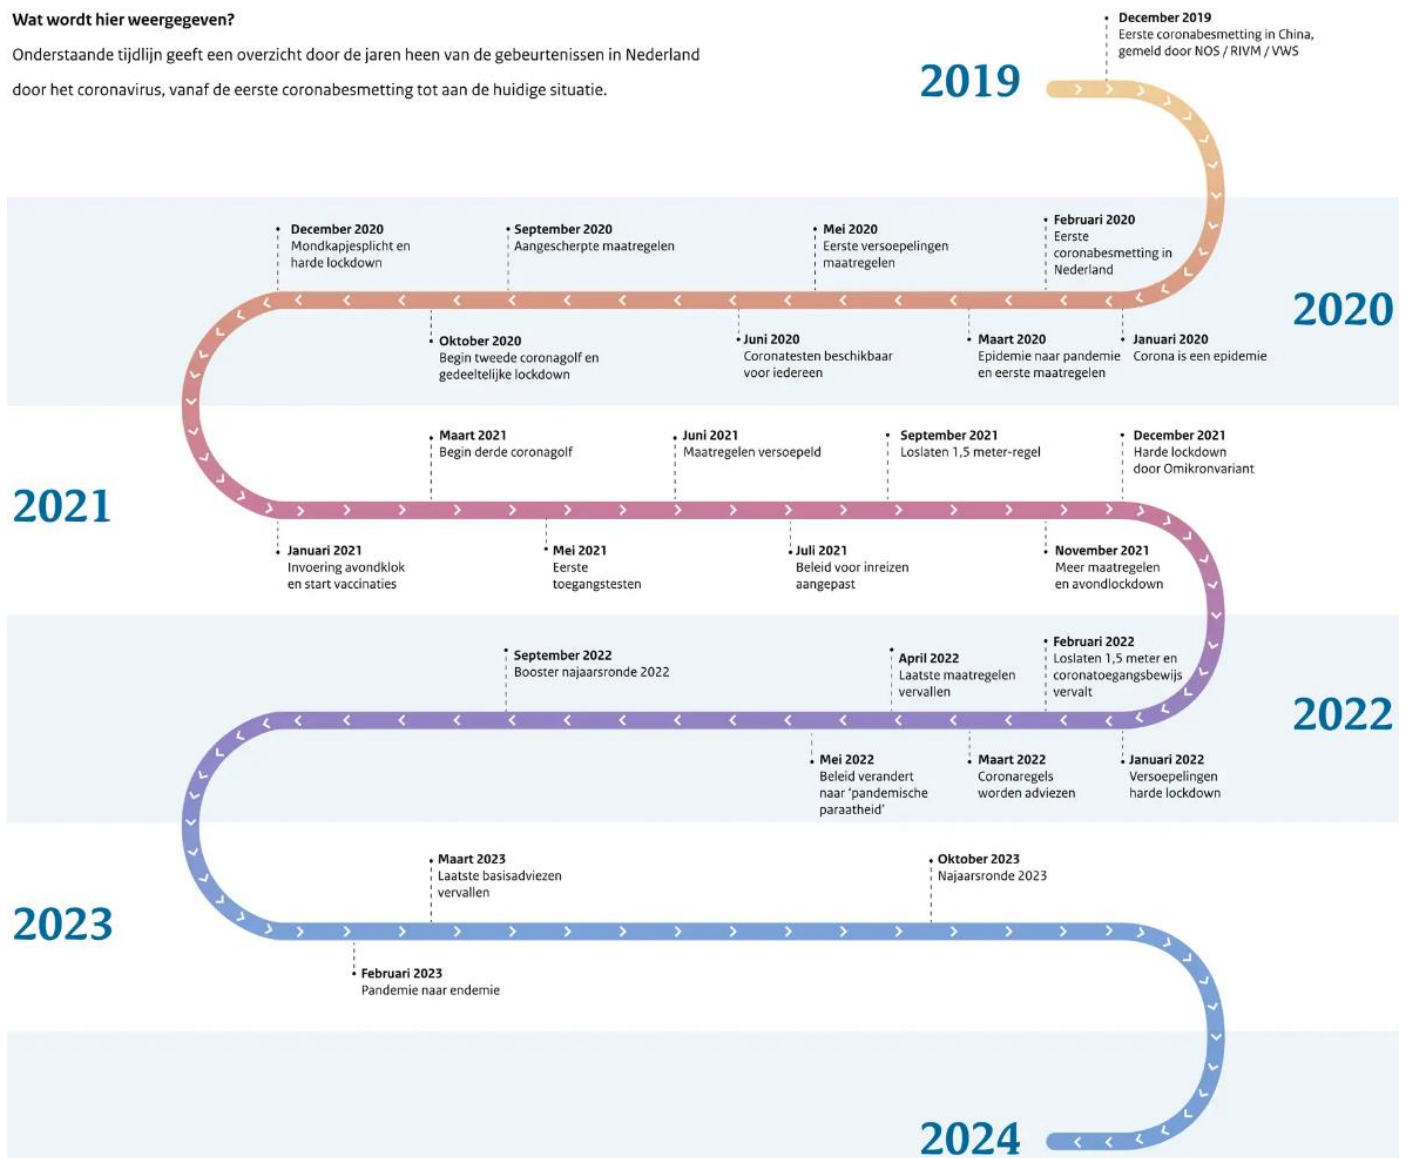 Wat wordt hier weergegeven?
Onderstaande tijdlijn geeft een overzicht door de jaren heen van de gebeurtenissen in Nederland
door het coronavirus, vanaf de eerste coronabesmetting tot aan de huidige situatie.
2019
December 2019
Eerste coronabesmetting in China,
gemeld door NOS / RIVM / VWS
2020
Januari 2020
Corona is een epidemie
Februari 2020
Eerste
coronabesmetting in
Nederland
Maart 2020
Epidemie naar pandemie
en eerste maatregelen
Mei 2020
Eerste versoepelingen
maatregelen
Juni 2020
Coronatesten beschikbaar
voor iedereen
September 2020
Aangescherpte maatregelen
Oktober 2020
Begin tweede coronagolf en
gedeeltelijke lockdown
December 2020
Mondkapjesplicht en
harde lockdown
2021
Januari 2021
Invoering avondklok
en start vaccinaties
Maart 2021
Begin derde coronagolf
Mei 2021
Eerste
toegangstesten
Juni 2021
Maatregelen versoepeld
Juli 2021
Beleid voor inreizen
aangepast
September 2021
Loslaten 1,5 meter-regel
November 2021
Meer maatregelen
en avondlockdown
December 2021
Harde lockdown
door Omikronvariant
2022
Januari 2022
Versoepelingen
harde lockdown
Februari 2022
Loslaten 1,5 meter en
coronatoegangsbewijs
vervalt
Maart 2022
Coronaregels
worden adviezen
April 2022
Laatste maatregelen
vervallen
Mei 2022
Beleid verandert
naar ‘pandemische
paraatheid’
September 2022
Booster najaarsronde 2022
2023
Februari 2023
Pandemie naar endemie
Maart 2023
Laatste basisadviezen
vervallen
Oktober 2023
Najaarsronde 2023
2024